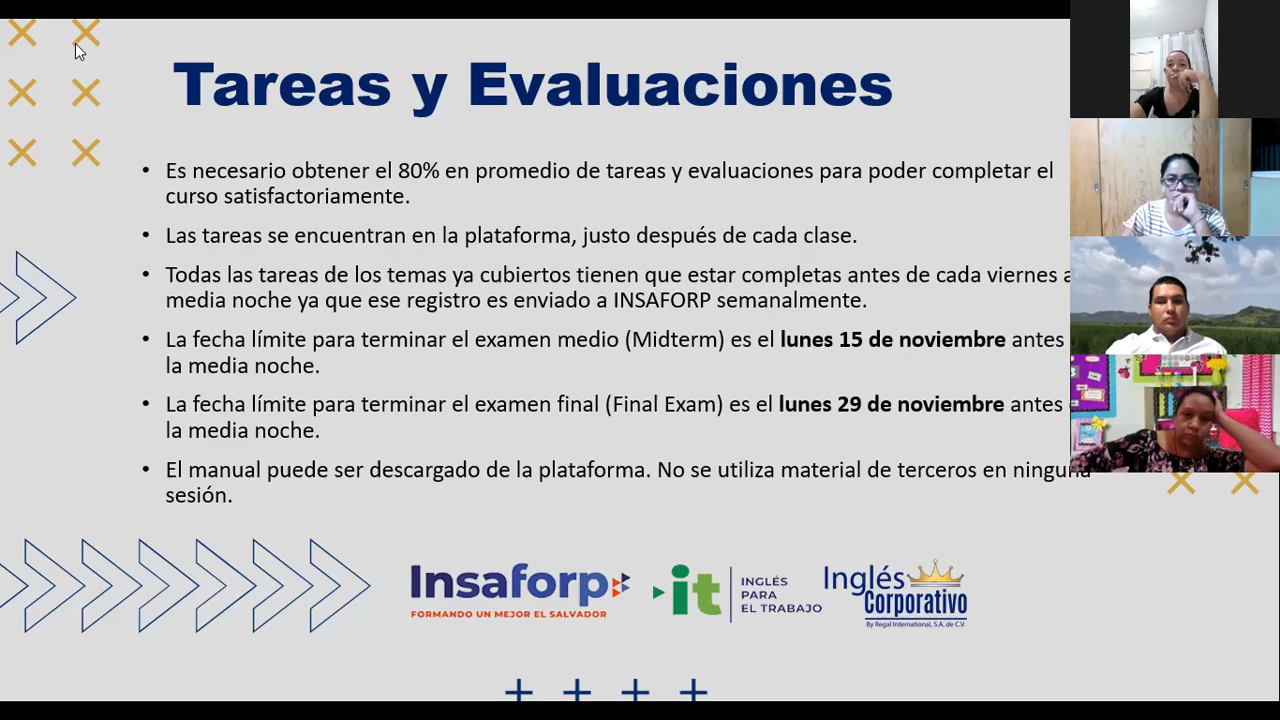 Tareas y Evaluaciones
• Es necesario obtener el 80% en promedio de tareas y evaluaciones para poder completar el
curso satisfactoriamente.
• Las tareas se encuentran en la plataforma, justo después de cada clase.
• Todas las tareas de los temas ya cubiertos tienen que estar completas antes de cada viernes a
media noche ya que ese registro es enviado a INSAFORP semanalmente.
• La fecha límite para terminar el examen medio (Midterm) es el lunes 15 de noviembre antes
la media noche.
• La fecha límite para terminar el examen final (Final Exam) es el lunes 29 de noviembre antes
la media noche.
• El manual puede ser descargado de la plataforma. No se utiliza material de terceros en ninguna
sesión.
Insaforp
FORMANDO UN MEJOR EL SALVADOR
it
INGLÉS
PARA
EL TRABAJO
Inglés
Corporativo
By Regal International, S.A. de C.V.